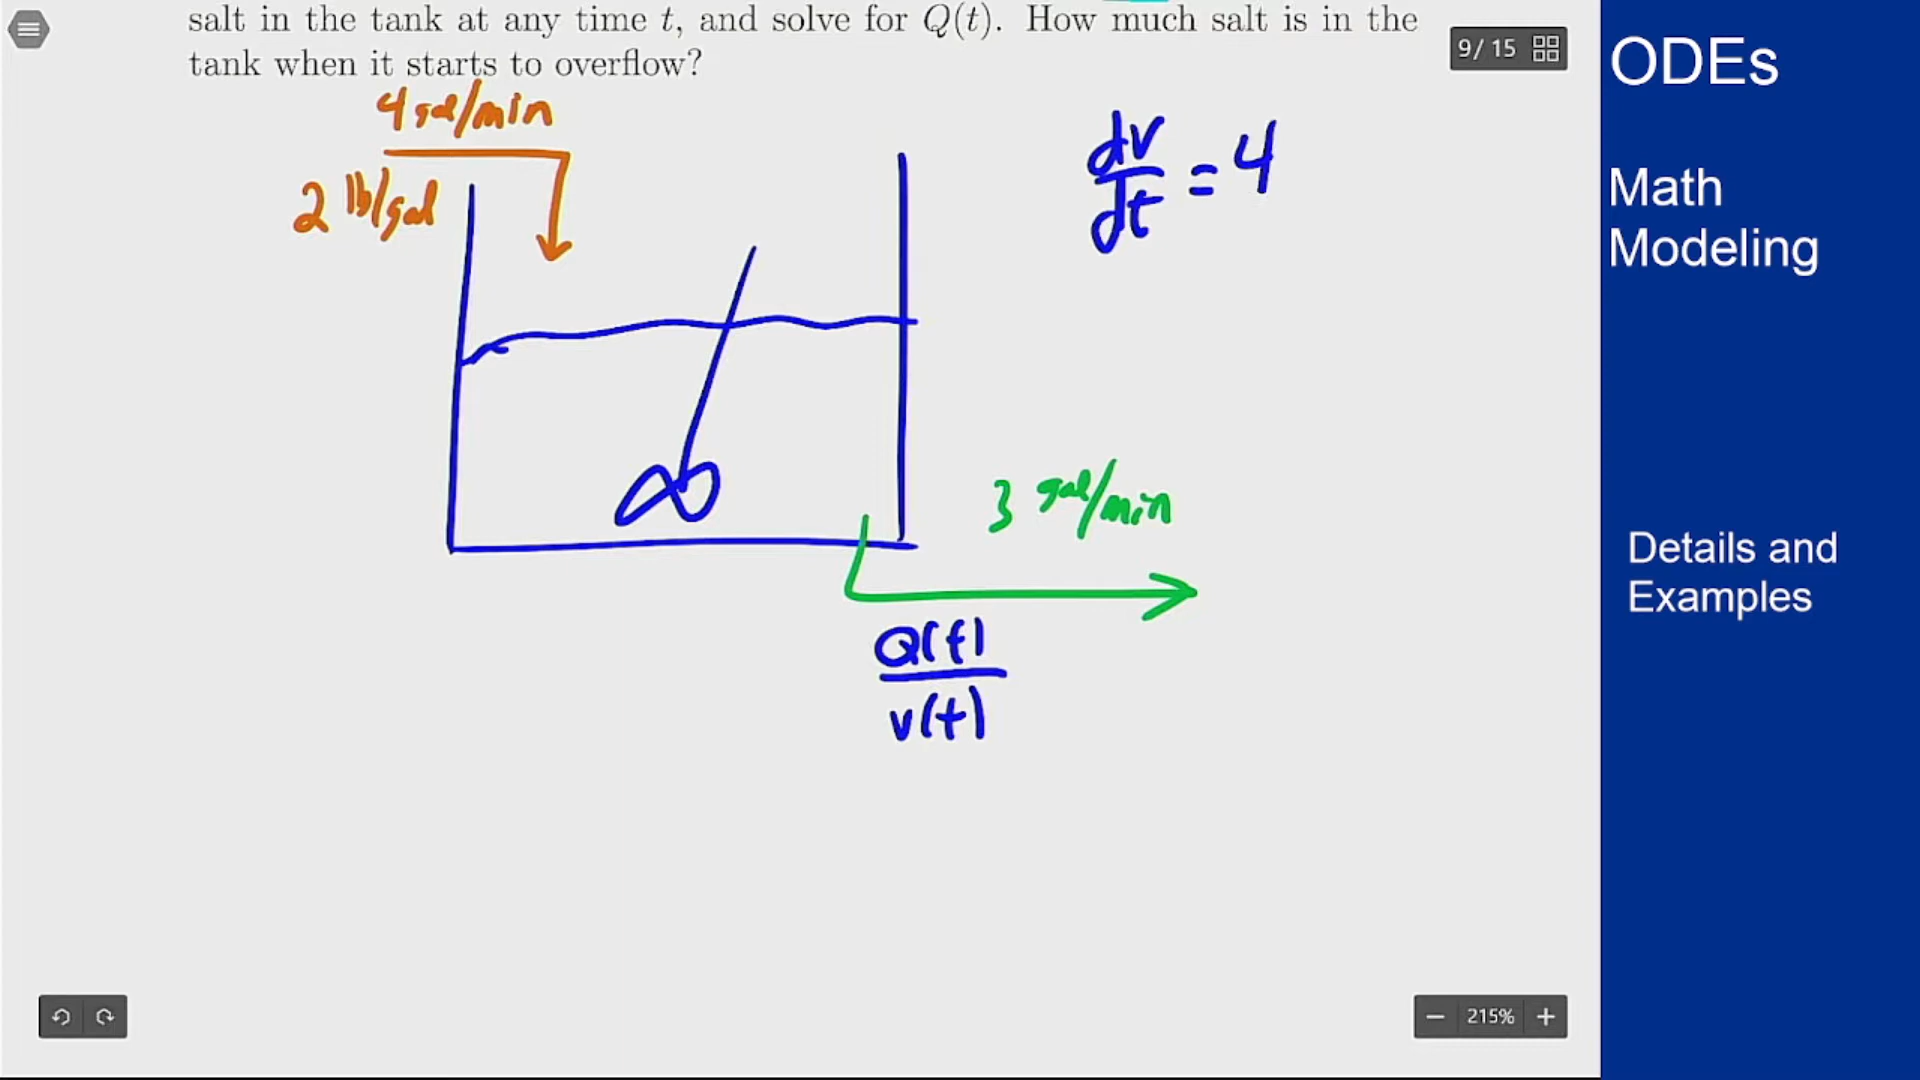 salt in the tank at any time t, and solve for Q(t). How much salt is in the
tank when it starts to overflow?
9/ 15
4 gal/min
2 lb/gal
dV/dt = 4
3 gal/min
Q(t)
V(t)
215%
ODEs
Math
Modeling
Details and
Examples